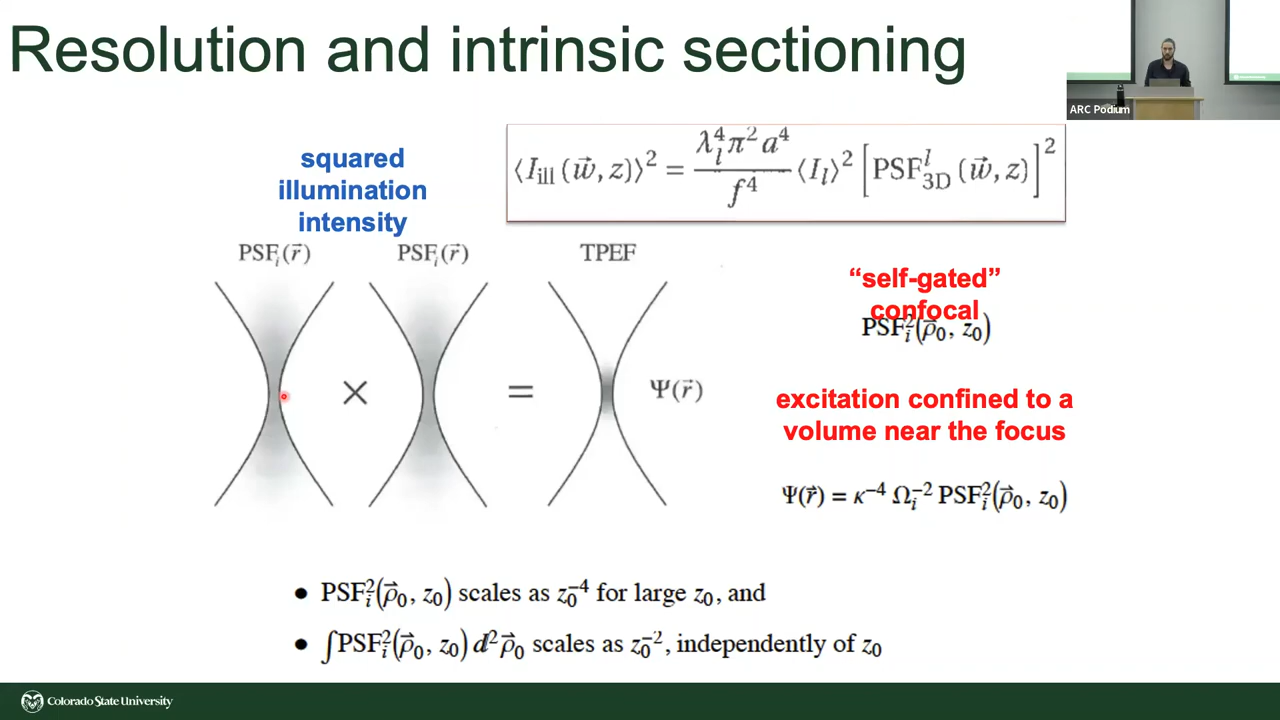 Resolution and intrinsic sectioning
ARC Podium
squared
illumination
intensity
⟨I_ill (w⃗, z)⟩² = λ_l⁴ π² a⁴ / f⁴ ⟨I_l⟩² [PSF_3D^l (w⃗, z)]²
PSF_i(r⃗) PSF_i(r⃗) TPEF
× = Ψ(r⃗)
“self-gated”
confocal
PSF_i²(ρ⃗₀, z₀)
excitation confined to a
volume near the focus
Ψ(r⃗) = κ⁻⁴ Ω_i⁻² PSF_i²(ρ⃗₀, z₀)
• PSF_i²(ρ⃗₀, z₀) scales as z₀⁻⁴ for large z₀, and
• ∫PSF_i²(ρ⃗₀, z₀) d²ρ⃗₀ scales as z₀⁻², independently of z₀
Colorado State University